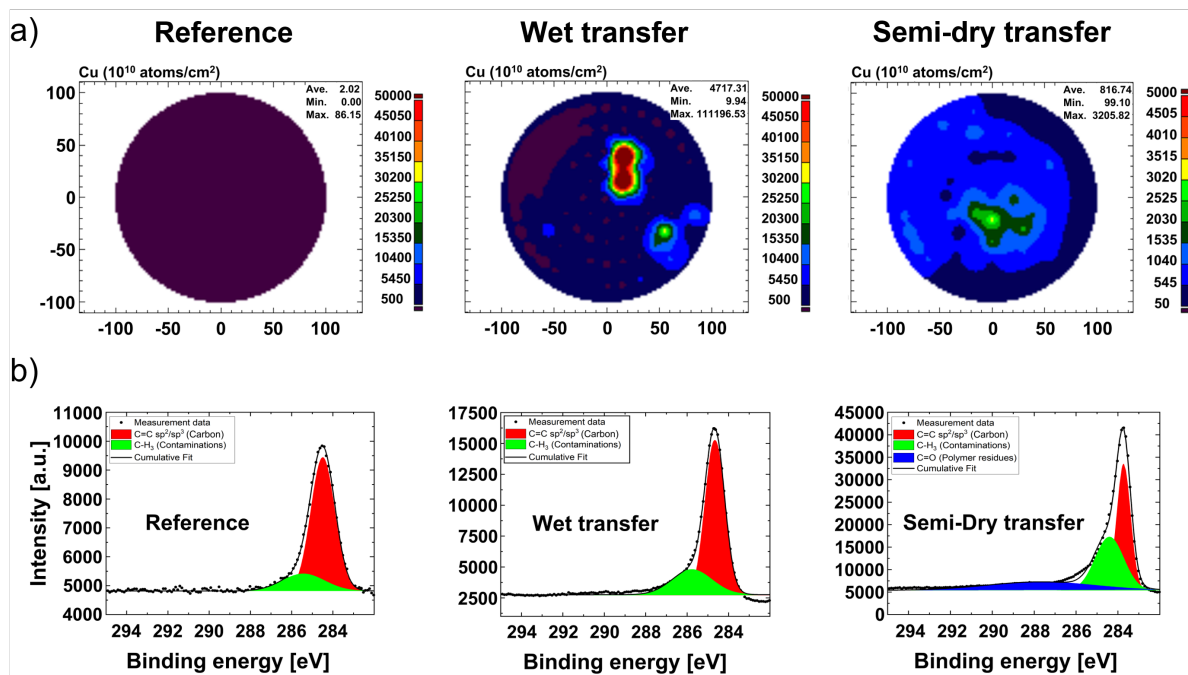 a)
Reference
Wet transfer
Semi-dry transfer
Cu (10¹⁰ atoms/cm²)
Ave. 2.02
Min. 0.00
Max. 86.15
100
50
0
-50
-100
-100 -50 0 50 100
50000
45050
40100
35150
30200
25250
20300
15350
10400
5450
500
Cu (10¹⁰ atoms/cm²)
Ave. 4717.31
Min. 9.94
Max. 111196.53
-100 -50 0 50 100
50000
45050
40100
35150
30200
25250
20300
15350
10400
5450
500
Cu (10¹⁰ atoms/cm²)
Ave. 816.74
Min. 99.10
Max. 3205.82
-100 -50 0 50 100
5000
4505
4010
3515
3020
2525
2030
1535
1040
545
50
b)
Intensity [a.u.]
11000
10000
9000
8000
7000
6000
5000
4000
Measurement data
C=C sp²/sp³ (Carbon)
C-H₃ (Contaminations)
Cumulative Fit
Reference
294 292 290 288 286 284
Binding energy [eV]
17500
15000
12500
10000
7500
5000
2500
Measurement data
C=C sp²/sp³ (Carbon)
C-H₃ (Contaminations)
Cumulative Fit
Wet transfer
294 292 290 288 286 284
Binding energy [eV]
45000
40000
35000
30000
25000
20000
15000
10000
5000
0
Measurement data
C=C sp²/sp³ (Carbon)
C-H₃ (Contaminations)
C=O (Polymer residues)
Cumulative Fit
Semi-Dry transfer
294 292 290 288 286 284
Binding energy [eV]